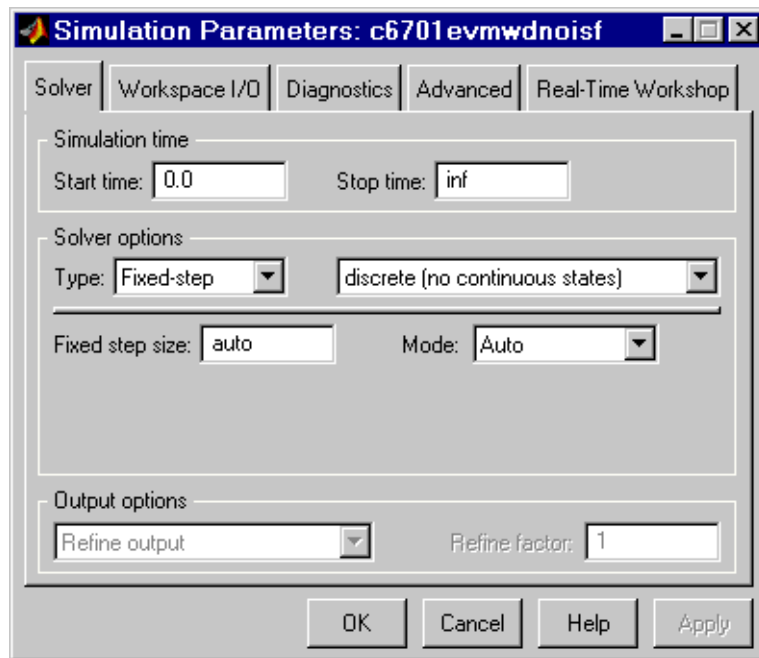 Simulation Parameters: c6701evmwdnoisf
Solver Workspace I/O Diagnostics Advanced Real-Time Workshop
Simulation time
Start time: 0.0 Stop time: inf
Solver options
Type: Fixed-step discrete (no continuous states)
Fixed step size: auto Mode: Auto
Output options
Refine output Refine factor: 1
OK Cancel Help Apply